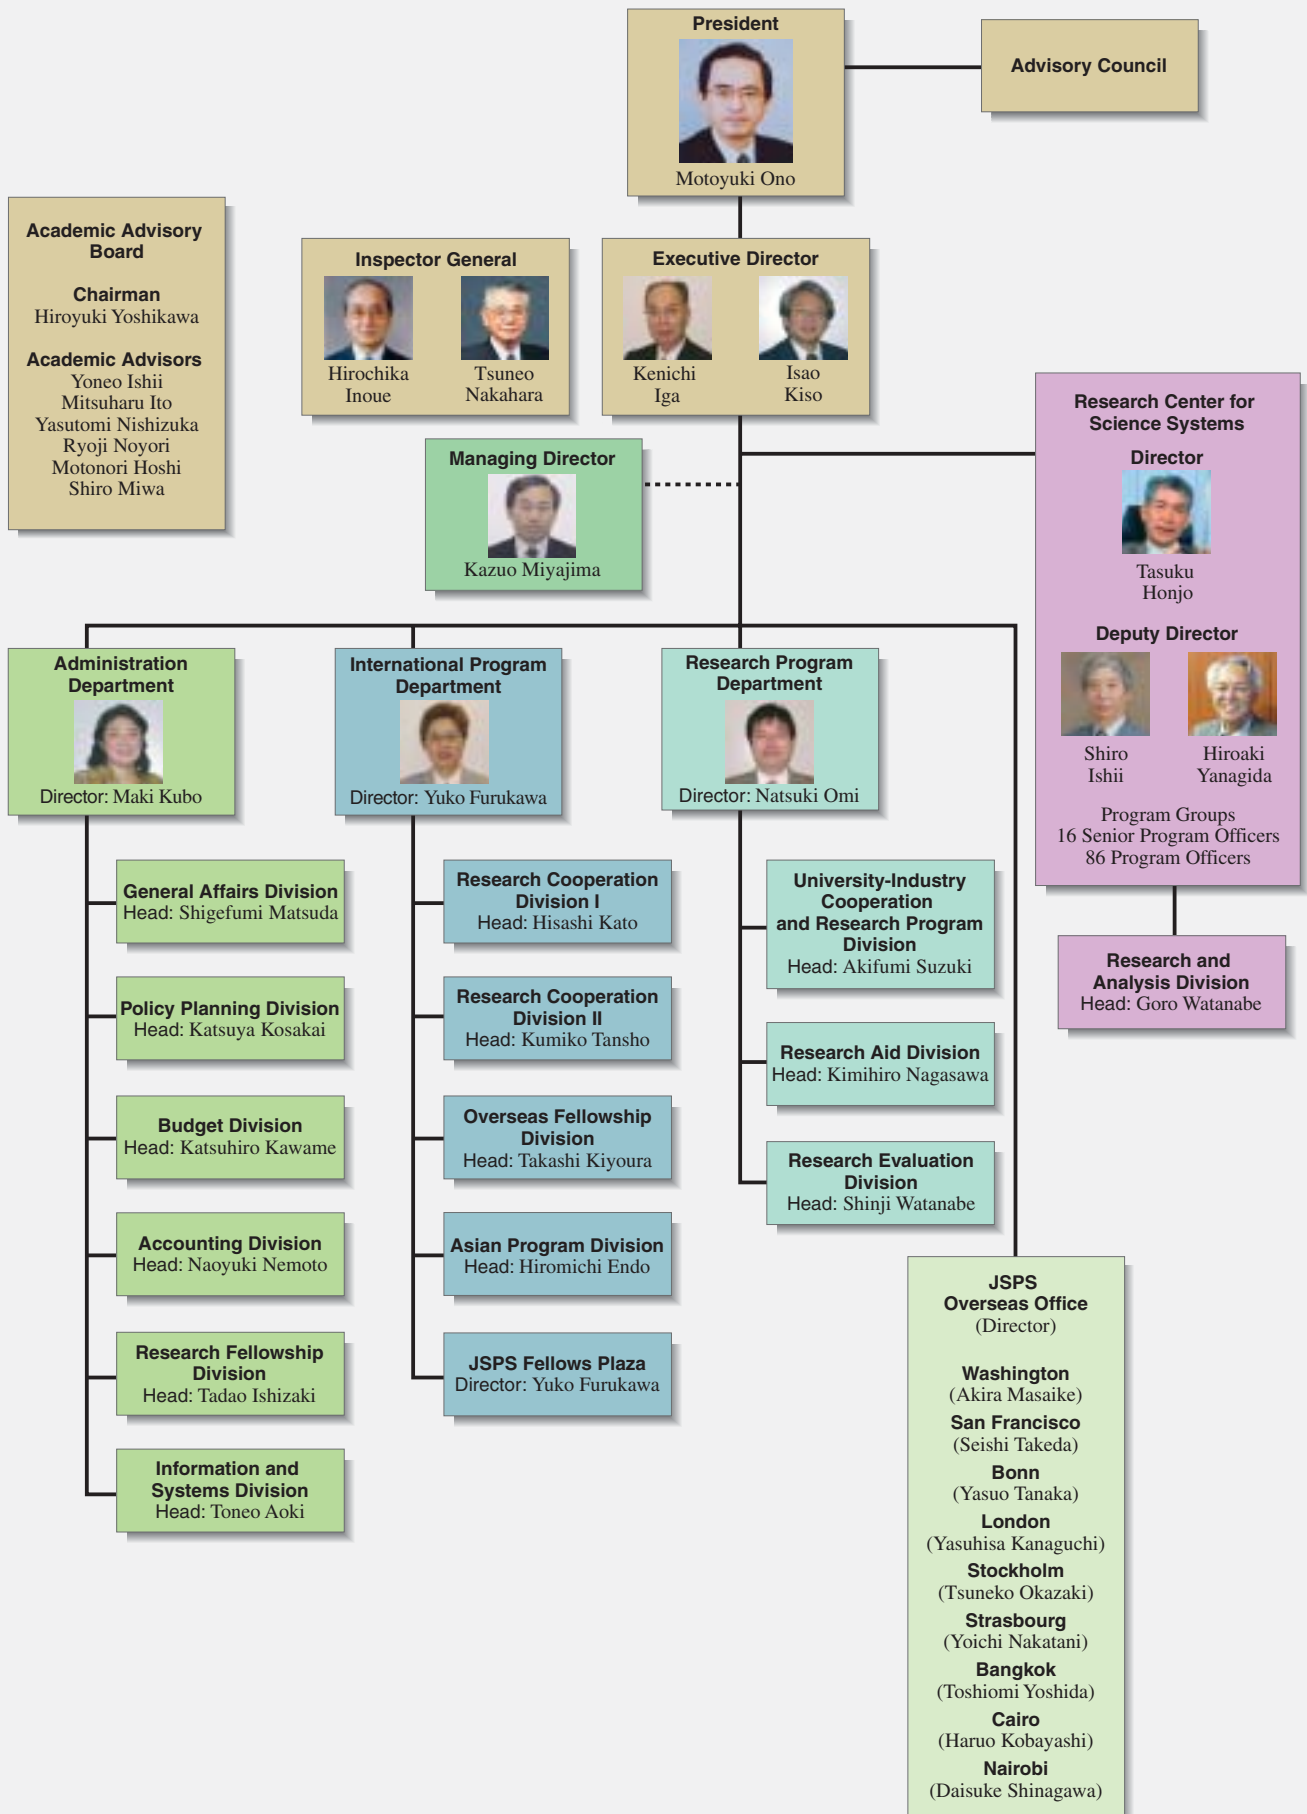 President
Motoyuki Ono
Advisory Council
Academic Advisory
Board
Chairman
Hiroyuki Yoshikawa
Academic Advisors
Yoneo Ishii
Mitsuharu Ito
Yasutomi Nishizuka
Ryoji Noyori
Motonori Hoshi
Shiro Miwa
Inspector General
Hirochika
Inoue
Tsuneo
Nakahara
Executive Director
Kenichi
Iga
Isao
Kiso
Managing Director
Kazuo Miyajima
Research Center for
Science Systems
Director
Tasuku
Honjo
Deputy Director
Shiro
Ishii
Hiroaki
Yanagida
Program Groups
16 Senior Program Officers
86 Program Officers
Research and
Analysis Division
Head: Goro Watanabe
Administration
Department
Director: Maki Kubo
General Affairs Division
Head: Shigefumi Matsuda
Policy Planning Division
Head: Katsuya Kosakai
Budget Division
Head: Katsuhiro Kawame
Accounting Division
Head: Naoyuki Nemoto
Research Fellowship
Division
Head: Tadao Ishizaki
Information and
Systems Division
Head: Toneo Aoki
International Program
Department
Director: Yuko Furukawa
Research Cooperation
Division I
Head: Hisashi Kato
Research Cooperation
Division II
Head: Kumiko Tansho
Overseas Fellowship
Division
Head: Takashi Kiyoura
Asian Program Division
Head: Hiromichi Endo
JSPS Fellows Plaza
Director: Yuko Furukawa
Research Program
Department
Director: Natsuki Omi
University-Industry
Cooperation
and Research Program
Division
Head: Akifumi Suzuki
Research Aid Division
Head: Kimihiro Nagasawa
Research Evaluation
Division
Head: Shinji Watanabe
JSPS
Overseas Office
(Director)
Washington
(Akira Masaike)
San Francisco
(Seishi Takeda)
Bonn
(Yasuo Tanaka)
London
(Yasuhisa Kanaguchi)
Stockholm
(Tsuneko Okazaki)
Strasbourg
(Yoichi Nakatani)
Bangkok
(Toshiomi Yoshida)
Cairo
(Haruo Kobayashi)
Nairobi
(Daisuke Shinagawa)